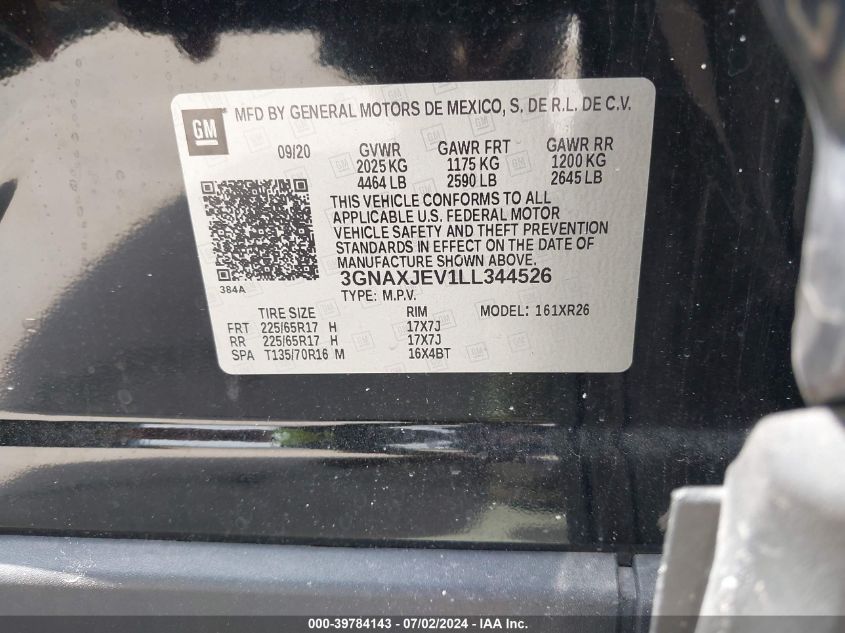 GM
MFD BY GENERAL MOTORS DE MEXICO, S. DE R.L. DE C.V.
09/20 GVWR GAWR FRT GAWR RR
2025 KG 1175 KG 1200 KG
4464 LB 2590 LB 2645 LB
THIS VEHICLE CONFORMS TO ALL
APPLICABLE U.S. FEDERAL MOTOR
VEHICLE SAFETY AND THEFT PREVENTION
STANDARDS IN EFFECT ON THE DATE OF
MANUFACTURE SHOWN ABOVE.
384A
3GNAXJEV1LL344526
TYPE: M.P.V.
TIRE SIZE RIM MODEL: 161XR26
FRT 225/65R17 H 17X7J
RR 225/65R17 H 17X7J
SPA T135/70R16 M 16X4BT
000-39784143 - 07/02/2024 - IAA Inc.